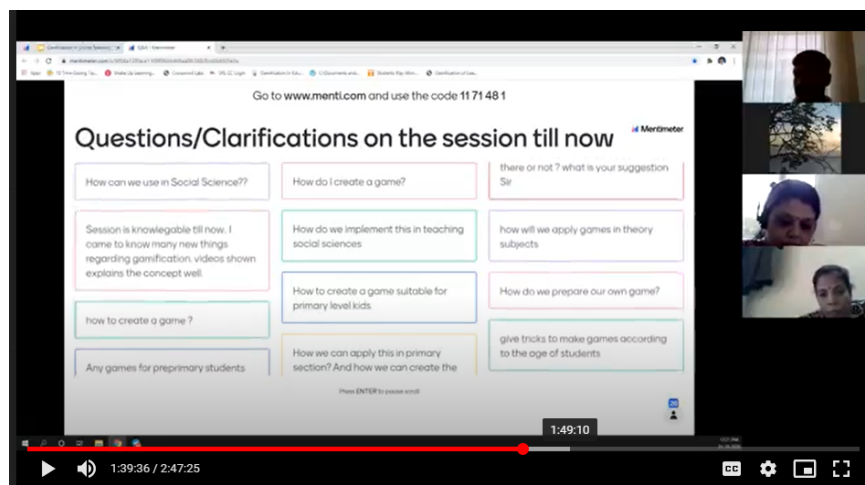 Q&A - Mentimeter
Go to www.menti.com and use the code 11 71 48 1
Questions/Clarifications on the session till now
Mentimeter
How can we use in Social Science??
Session is knowlegable till now. I
came to know many new things
regarding gamification. videos shown
explains the concept well.
how to create a game ?
Any games for preprimary students
How do I create a game?
How do we implement this in teaching
social sciences
How to create a game suitable for
primary level kids
How we can apply this in primary
section? And how we can create the
there or not ? what is your suggestion
Sir
how will we apply games in theory
subjects
How do we prepare our own game?
give tricks to make games according
to the age of students
Press ENTER to pause scroll
1:49:10
1:39:36 / 2:47:25
CC